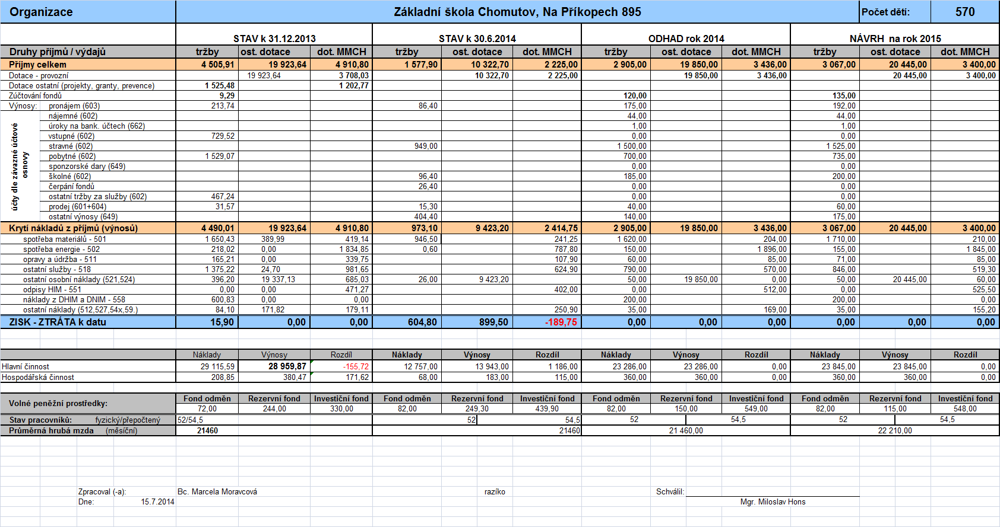 Organizace Základní škola Chomutov, Na Příkopech 895 Počet dětí: 570
STAV k 31.12.2013 STAV k 30.6.2014 ODHAD rok 2014 NÁVRH na rok 2015
Druhy příjmů / výdajů tržby ost. dotace dot. MMCH tržby ost. dotace dot. MMCH tržby ost. dotace dot. MMCH tržby ost. dotace dot. MMCH
Příjmy celkem 4 505,91 19 923,64 4 910,80 1 577,90 10 322,70 2 225,00 2 905,00 19 850,00 3 436,00 3 067,00 20 445,00 3 400,00
Dotace - provozní 19 923,64 3 708,03 10 322,70 2 225,00 19 850,00 3 436,00 20 445,00 3 400,00
Dotace ostatní (projekty, granty, prevence) 1 525,48 1 202,77
Zúčtování fondů 9,29 120,00 135,00
Výnosy: pronájem (603) 213,74 86,40 175,00 192,00
účty dle závazné účtové osnovy
nájemné (602) 44,00 44,00
úroky na bank. účtech (662) 1,00 1,00
vstupné (602) 729,52 0,00 0,00
stravné (602) 949,00 1 500,00 1 525,00
pobytné (602) 1 529,07 700,00 735,00
sponzorské dary (649) 0,00 0,00
školné (602) 96,40 185,00 200,00
čerpání fondů 26,40 0,00 0,00
ostatní tržby za služby (602) 467,24 0,00 0,00
prodej (601+604) 31,57 15,30 40,00 60,00
ostatní výnosy (649) 404,40 140,00 175,00
Krytí nákladů z příjmů (výnosů) 4 490,01 19 923,64 4 910,80 973,10 9 423,20 2 414,75 2 905,00 19 850,00 3 436,00 3 067,00 20 445,00 3 400,00
spotřeba materiálů - 501 1 650,43 389,99 419,14 946,50 241,25 1 620,00 204,00 1 710,00 210,00
spotřeba energie - 502 218,02 0,00 1 834,85 0,60 787,80 150,00 1 896,00 155,00 1 845,00
opravy a údržba - 511 165,21 0,00 339,75 107,90 60,00 85,00 71,00 85,00
ostatní služby - 518 1 375,22 24,70 981,65 624,90 790,00 570,00 846,00 519,30
ostatní osobní náklady (521,524) 396,20 19 337,13 685,03 26,00 9 423,20 50,00 19 850,00 0,00 50,00 20 445,00 60,00
odpisy HIM - 551 0,00 0,00 471,27 402,00 0,00 512,00 0,00 525,50
náklady z DHIM a DNIM - 558 600,83 0,00 0,00 200,00 200,00 0,00
ostatní náklady (512,527,54x,59.) 84,10 171,82 179,11 250,90 35,00 169,00 35,00 155,20
ZISK - ZTRÁTA k datu 15,90 0,00 0,00 604,80 899,50 -189,75 0,00 0,00 0,00 0,00 0,00 0,00
Náklady Výnosy Rozdíl Náklady Výnosy Rozdíl Náklady Výnosy Rozdíl Náklady Výnosy Rozdíl
Hlavní činnost 29 115,59 28 959,87 -155,72 12 757,00 13 943,00 1 186,00 23 286,00 23 286,00 0,00 23 845,00 23 845,00 0,00
Hospodářská činnost 208,85 380,47 171,62 68,00 183,00 115,00 360,00 360,00 0,00 360,00 360,00 0,00
Volné peněžní prostředky: Fond odměn Rezervní fond Investiční fond Fond odměn Rezervní fond Investiční fond Fond odměn Rezervní fond Investiční fond Fond odměn Rezervní fond Investiční fond
72,00 244,00 330,00 82,00 249,30 439,90 82,00 150,00 549,00 82,00 115,00 548,00
Stav pracovníků: fyzický/přepočtený 52/54,5 52 54,5 52 54,5 52 54,5
Průměrná hrubá mzda (měsíční) 21460 21460 21 460,00 22 210,00
Zpracoval (-a): Bc. Marcela Moravcová razíko Schválil:
Dne: 15.7.2014 Mgr. Miloslav Hons